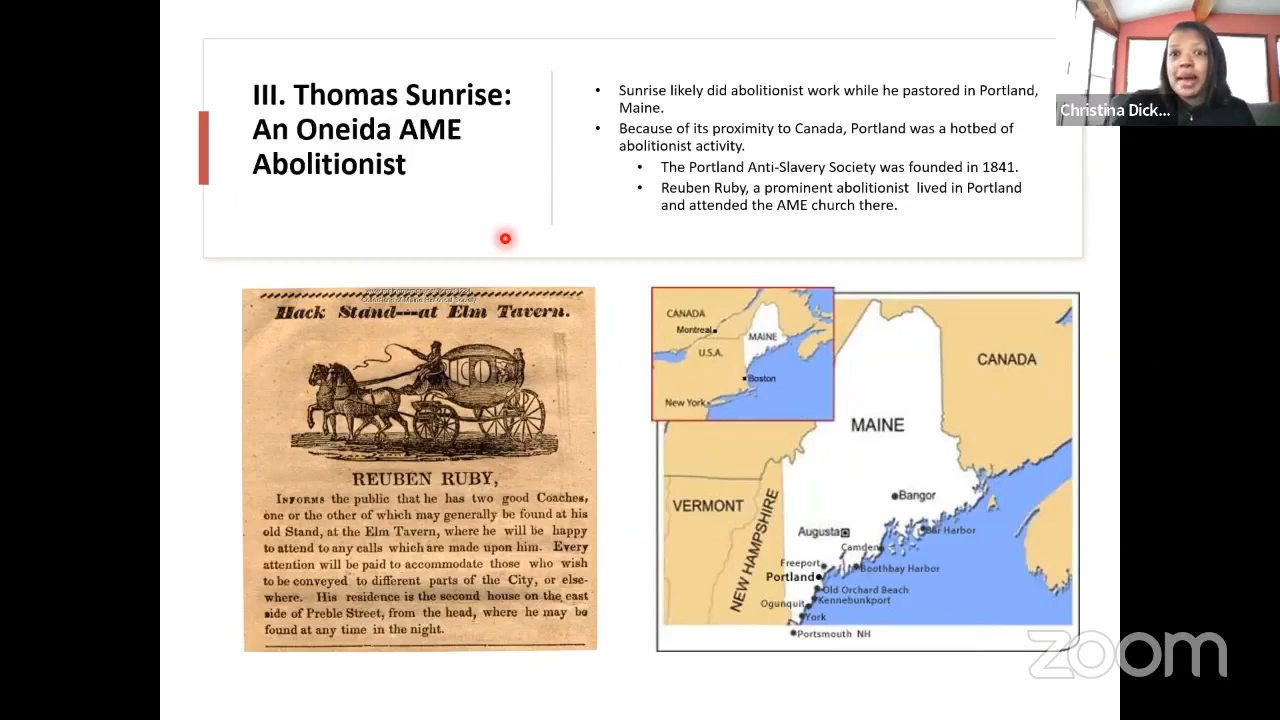 III. Thomas Sunrise:
An Oneida AME
Abolitionist
• Sunrise likely did abolitionist work while he pastored in Portland,
Maine.
• Because of its proximity to Canada, Portland was a hotbed of
abolitionist activity.
• The Portland Anti-Slavery Society was founded in 1841.
• Reuben Ruby, a prominent abolitionist lived in Portland
and attended the AME church there.
Christina Dick...
Hack Stand---at Elm Tavern.
REUBEN RUBY,
INFORMS the public that he has two good Coaches,
one or the other of which may generally be found at his
old Stand, at the Elm Tavern, where he will be happy
to attend to any calls which are made upon him. Every
attention will be paid to accommodate those who wish
to be conveyed to different parts of the City, or else-
where. His residence is the second house on the east
side of Preble Street, from the head, where he may be
found at any time in the night.
CANADA
Montreal
MAINE
U.S.A.
Boston
New York
CANADA
MAINE
VERMONT
NEW HAMPSHIRE
Bangor
Augusta
Bar Harbor
Camden
Freeport
Boothbay Harbor
Portland
Old Orchard Beach
Kennebunkport
Ogunquit
York
Portsmouth NH
zoom